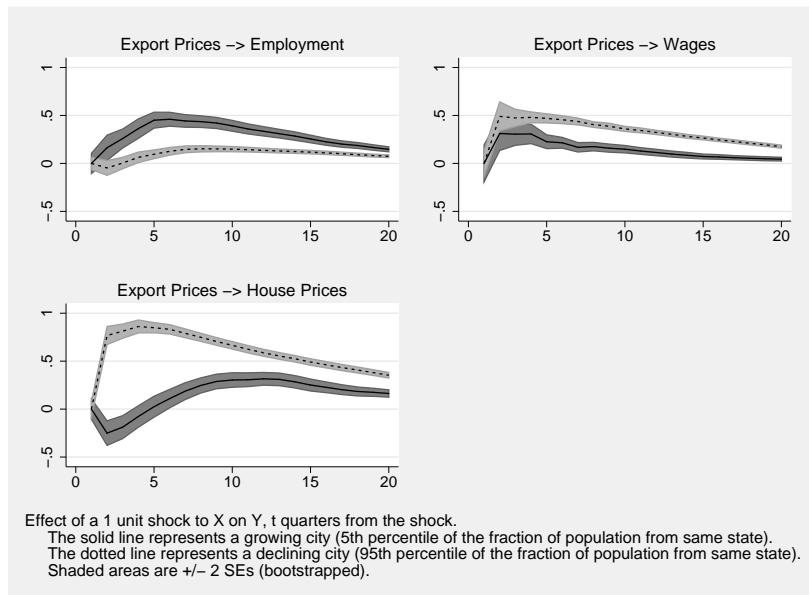 Export Prices −> Employment
1
.5
0
−.5
0 5 10 15 20
Export Prices −> Wages
1
.5
0
−.5
0 5 10 15 20
Export Prices −> House Prices
1
.5
0
−.5
0 5 10 15 20
Effect of a 1 unit shock to X on Y, t quarters from the shock.
The solid line represents a growing city (5th percentile of the fraction of population from same state).
The dotted line represents a declining city (95th percentile of the fraction of population from same state).
Shaded areas are +/− 2 SEs (bootstrapped).